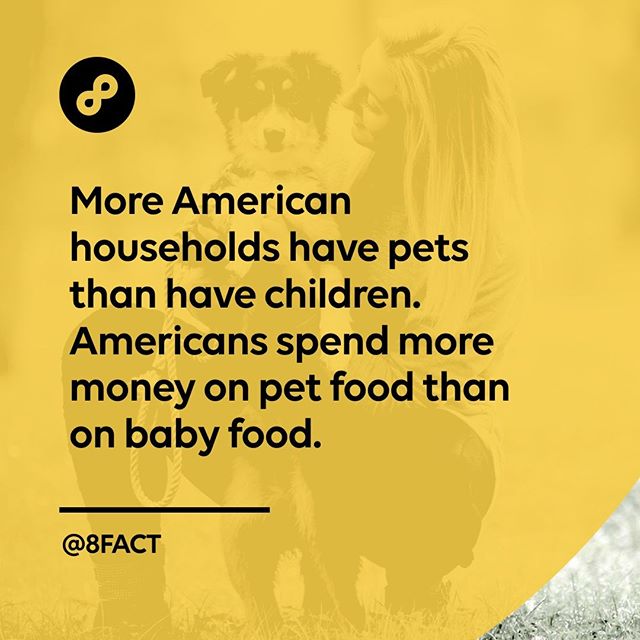 More American
households have pets
than have children.
Americans spend more
money on pet food than
on baby food.
@8FACT